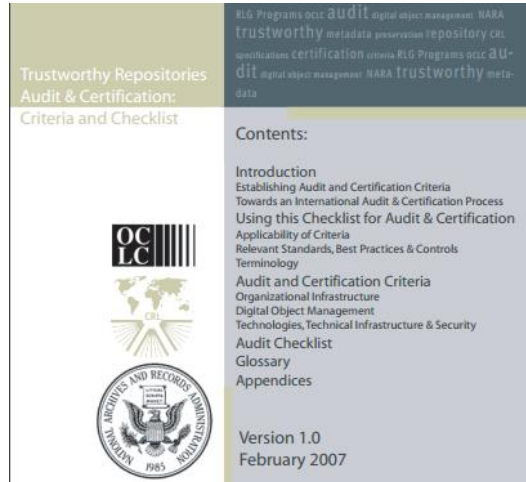 Trustworthy Repositories
Audit & Certification:
Criteria and Checklist
RLG Programs OCLC audit digital object management NARA
trustworthy metadata preservation repository CRL
specifications certification criteria RLG Programs OCLC au-
dit digital object management NARA trustworthy meta-
data
Contents:
Introduction
Establishing Audit and Certification Criteria
Towards an International Audit & Certification Process
Using this Checklist for Audit & Certification
Applicability of Criteria
Relevant Standards, Best Practices & Controls
Terminology
Audit and Certification Criteria
Organizational Infrastructure
Digital Object Management
Technologies, Technical Infrastructure & Security
Audit Checklist
Glossary
Appendices
Version 1.0
February 2007
OC
LC
CRL
NATIONAL ARCHIVES AND RECORDS ADMINISTRATION
LITTERA
SCRIPTA
MANET
1985